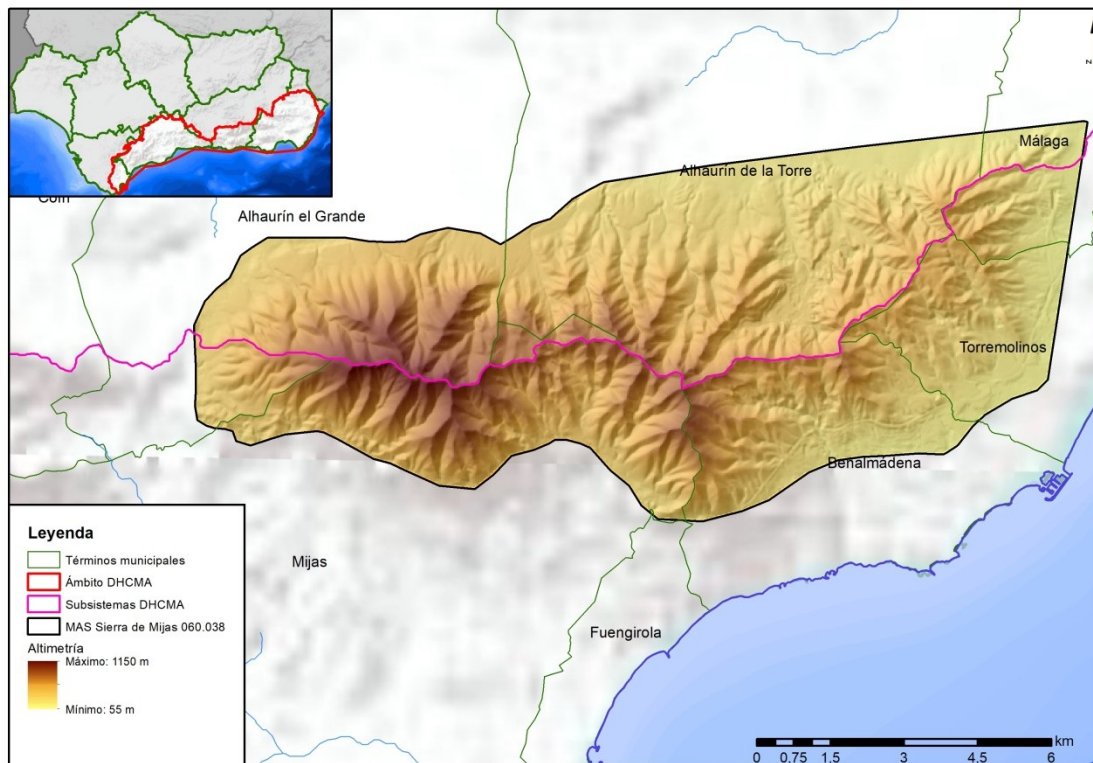 z
Coín
Málaga
Alhaurín de la Torre
Alhaurín el Grande
Torremolinos
Benalmádena
Mijas
Fuengirola
Leyenda
Términos municipales
Ámbito DHCMA
Subsistemas DHCMA
MAS Sierra de Mijas 060.038
Altimetría
Máximo: 1150 m
Mínimo: 55 m
km
0 0.75 1.5 3 4.5 6